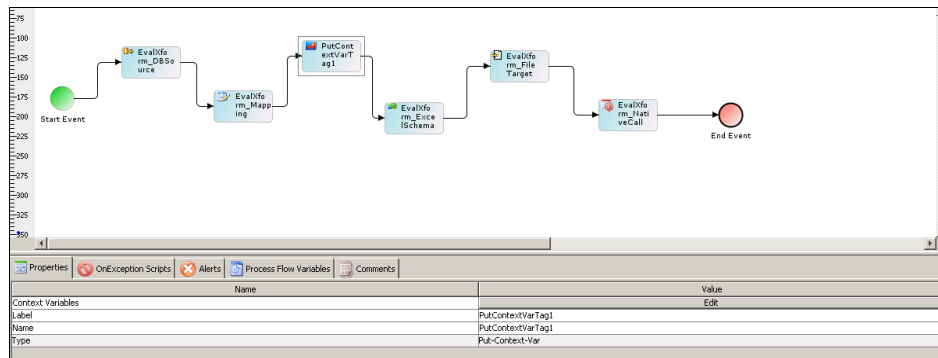 75
100
125
150
175
200
225
250
275
300
325
350
Start Event
EvalXfo
rm_DBSo
urce
EvalXfo
rm_Mapp
ing
PutCont
extVarT
ag1
EvalXfo
rm_Exce
lSchema
EvalXfo
rm_File
Target
EvalXfo
rm_Nati
veCall
End Event
Properties OnException Scripts Alerts Process Flow Variables Comments
Name Value
Context Variables Edit
Label PutContextVarTag1
Name PutContextVarTag1
Type Put-Context-Var